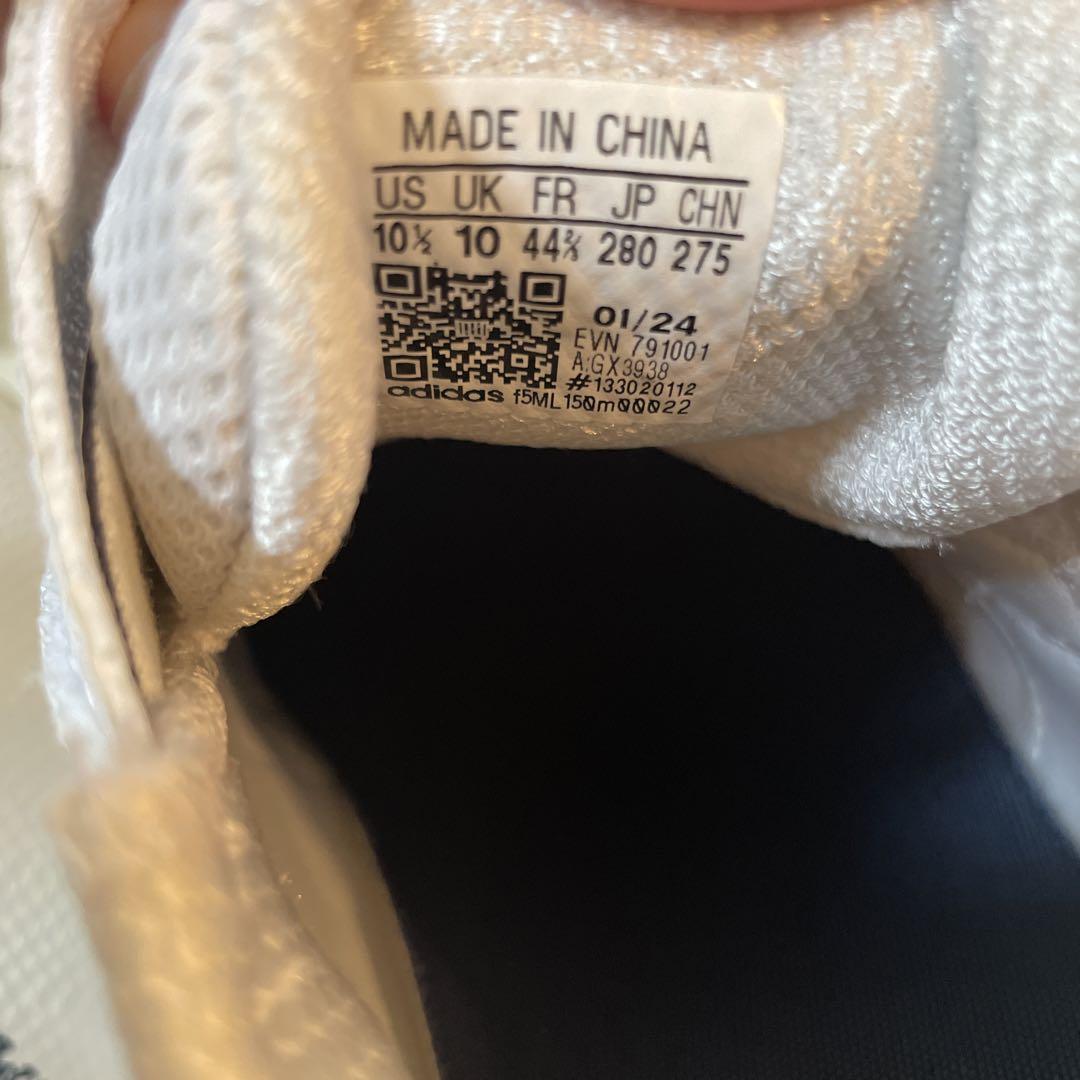 MADE IN CHINA
US UK FR JP CHN
10½ 10 44⅔ 280 275
01/24
EVN 791001
A:GX3938
#133020112
adidas f5ML150m00022